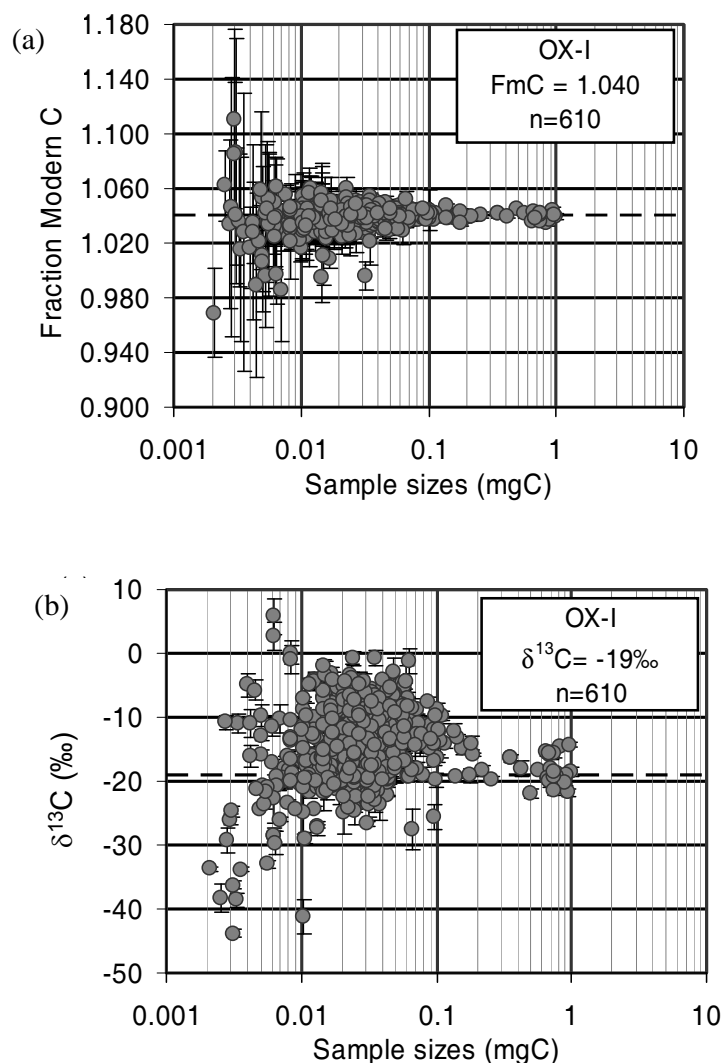 (a)
1.180
1.140
1.100
1.060
1.020
0.980
0.940
0.900
Fraction Modern C
OX-I
FmC = 1.040
n=610
0.001 0.01 0.1 1 10
Sample sizes (mgC)
(b)
10
0
-10
-20
-30
-40
-50
δ13C (‰)
OX-I
δ13C= -19‰
n=610
0.001 0.01 0.1 1 10
Sample sizes (mgC)